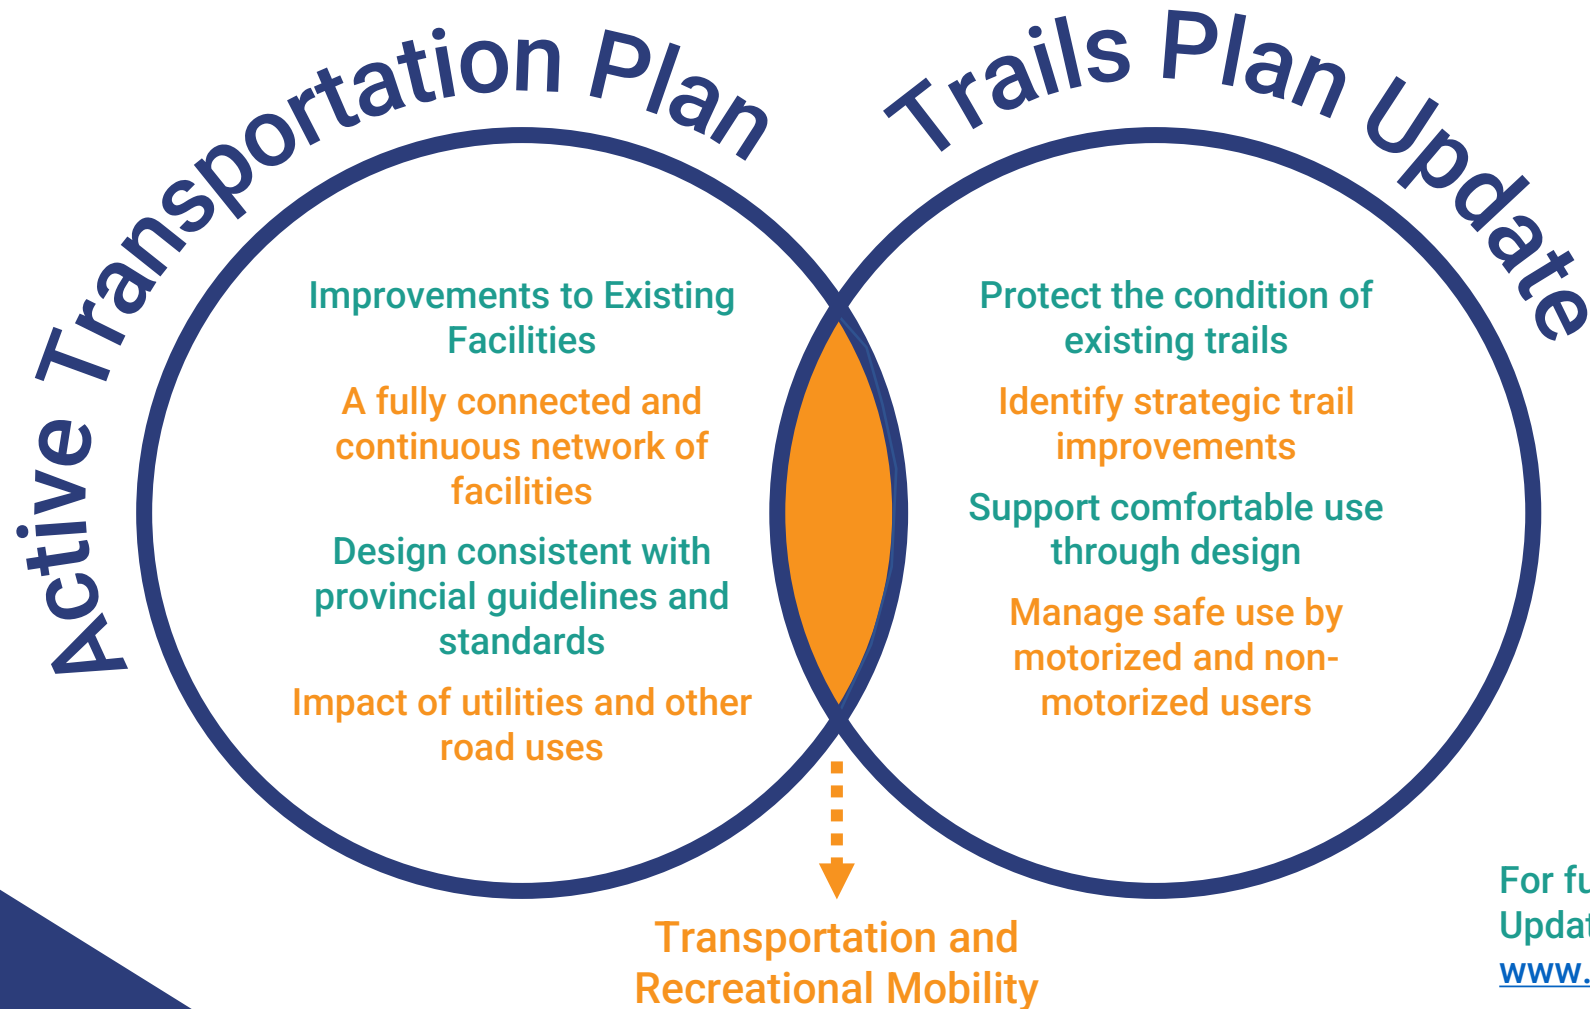 Active Transportation Plan
Trails Plan Update
Improvements to Existing
Facilities
A fully connected and
continuous network of
facilities
Design consistent with
provincial guidelines and
standards
Impact of utilities and other
road uses
Protect the condition of
existing trails
Identify strategic trail
improvements
Support comfortable use
through design
Manage safe use by
motorized and non-
motorized users
Transportation and
Recreational Mobility
For
www.